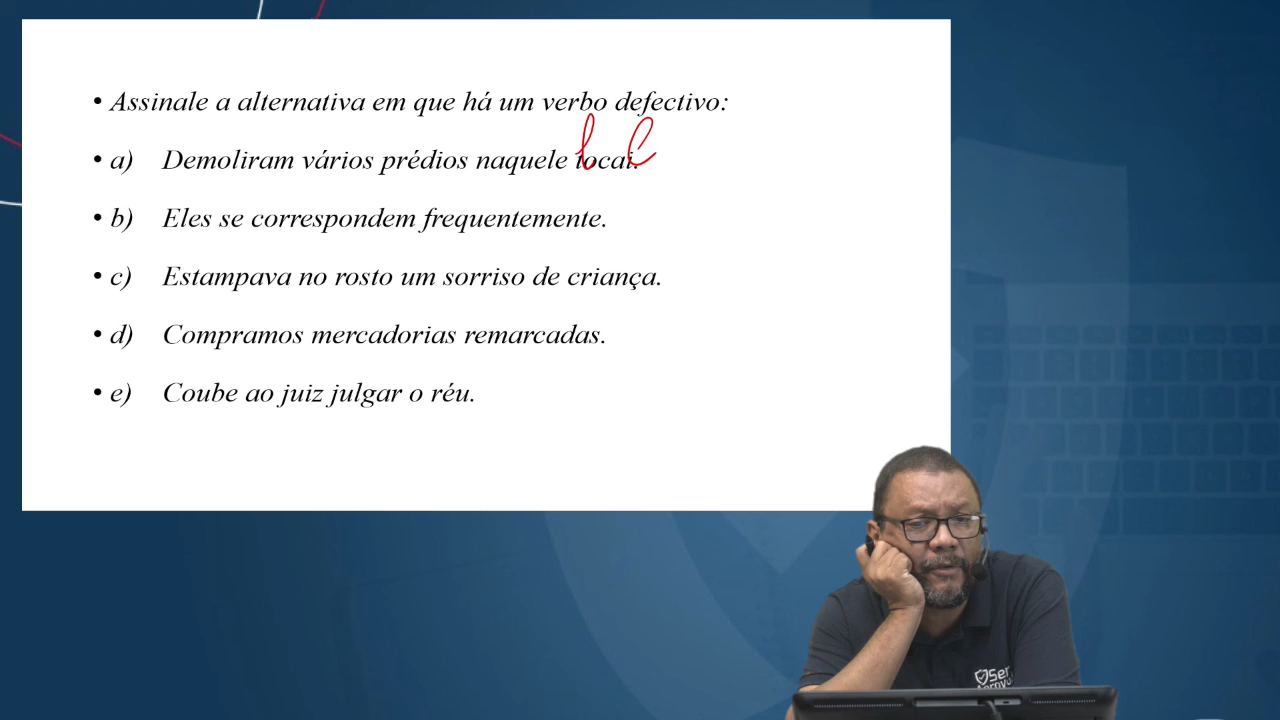 • Assinale a alternativa em que há um verbo defectivo:
• a) Demoliram vários prédios naquele local.
• b) Eles se correspondem frequentemente.
• c) Estampava no rosto um sorriso de criança.
• d) Compramos mercadorias remarcadas.
• e) Coube ao juiz julgar o réu.
Ser